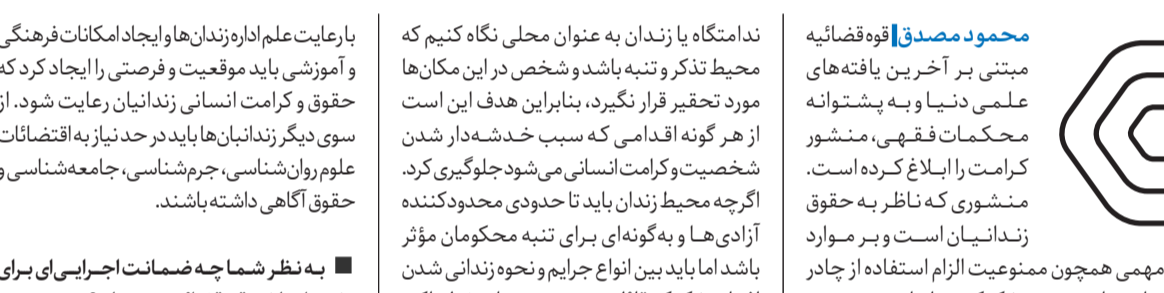 محمود مصدق| قوه قضائیه
مبتنی بر آخرین یافته‌های
علمی دنیا و به پشتوانه
محکمات فقهی، منشور
کرامت را ابلاغ کرده است.
منشوری که ناظر به حقوق
زندانیان است و بر موارد
مهمی همچون ممنوعیت الزام استفاده از چادر
ندامتگاه یا زندان به عنوان محلی نگاه کنیم که
محیط تذکر و تنبه باشد و شخص در این مکان‌ها
مورد تحقیر قرار نگیرد، بنابراین هدف این است
از هر گونه اقدامی که سبب خدشه‌دار شدن
شخصیت و کرامت انسانی می‌شود جلوگیری کرد.
اگرچه محیط زندان باید تا حدودی محدودکننده
آزادی‌ها و به‌گونه‌ای برای تنبه محکومان مؤثر
باشد اما باید بین انواع جرایم و نحوه زندانی شدن
با رعایت علم اداره زندان‌ها و ایجاد امکانات فرهنگی
و آموزشی باید موقعیت و فرصتی را ایجاد کرد که
حقوق و کرامت انسانی زندانیان رعایت شود. از
سوی دیگر زندانبان‌ها باید در حد نیاز به اقتضائات
علوم روان‌شناسی، جرم‌شناسی، جامعه‌شناسی و
حقوق آگاهی داشته باشند.
■ به نظر شما چه ضمانت اجرایی‌ای برای